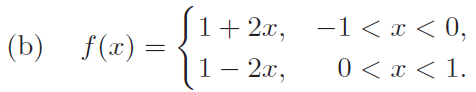 (b) f(x) = { 1 + 2x, −1 < x < 0,
1 − 2x, 0 < x < 1.